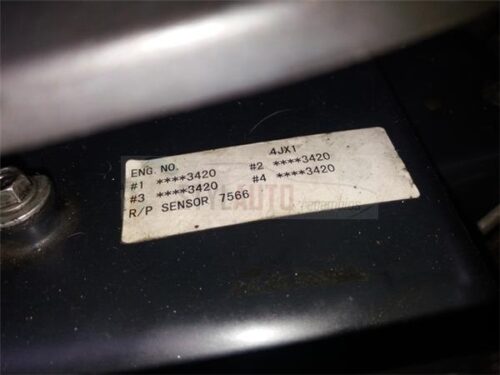 ENG. NO. 4JX1
#1 ****3420 #2 ****3420
#3 ****3420 #4 ****3420
R/P SENSOR 7566